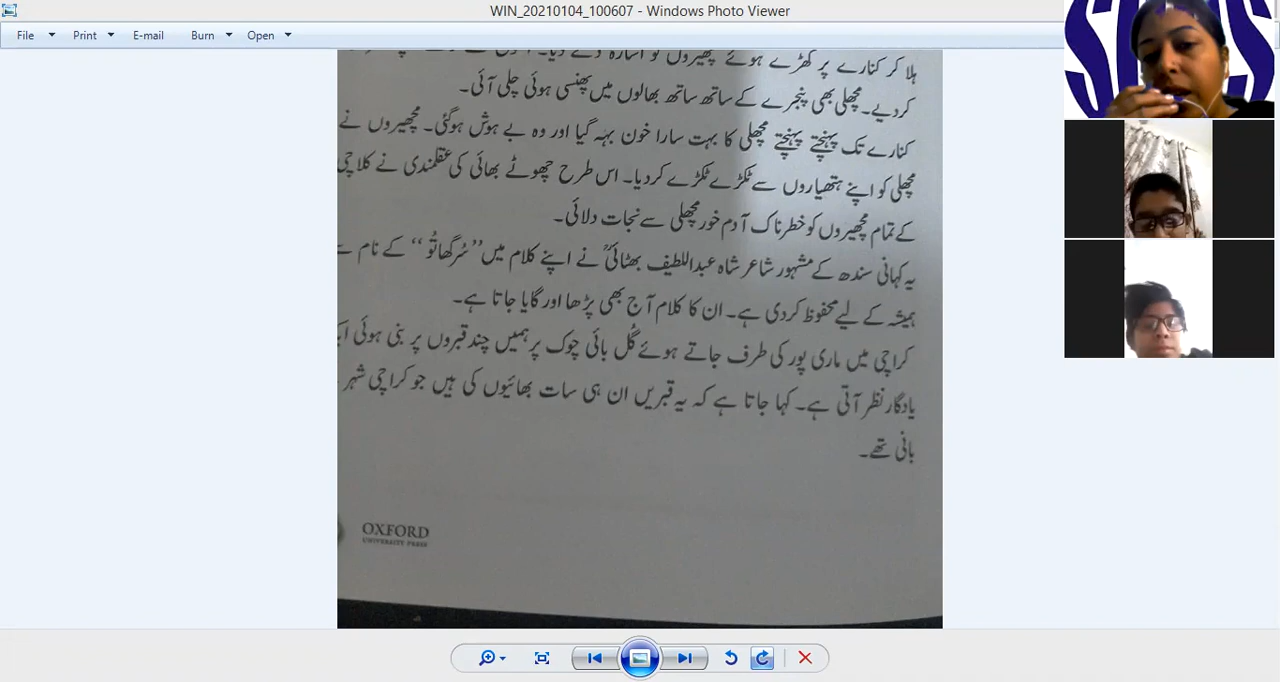 WIN_20210104_100607 - Windows Photo Viewer
File Print E-mail Burn Open
ہلا کر کنارے پر کھڑے ہوئے مچھیروں کو اشارہ دے دیا۔
کردیے۔ مچھلی بھی پنجرے کے ساتھ ساتھ بھالوں میں پھنسی ہوئی چلی آئی۔
کنارے تک پہنچتے پہنچتے مچھلی کا بہت سارا خون بہہ گیا اور وہ بے ہوش ہوگئی۔ مچھیروں نے
مچھلی کو اپنے ہتھیاروں سے ٹکڑے ٹکڑے کردیا۔ اس طرح چھوٹے بھائی کی عقلمندی نے کلاچی
کے تمام مچھیروں کو خطرناک آدم خور مچھلی سے نجات دلائی۔
یہ کہانی سندھ کے مشہور شاعر شاہ عبداللطیف بھٹائیؒ نے اپنے کلام میں ”سُر گھاتُو“ کے نام سے
ہمیشہ کے لیے محفوظ کردی ہے۔ ان کا کلام آج بھی پڑھا اور گایا جاتا ہے۔
کراچی میں ماری پور کی طرف جاتے ہوئے گُل بائی چوک پر ہمیں چند قبروں پر بنی ہوئی
یادگار نظر آتی ہے۔ کہا جاتا ہے کہ یہ قبریں ان ہی سات بھائیوں کی ہیں جو کراچی شہر
بانی تھے۔
OXFORD
UNIVERSITY PRESS